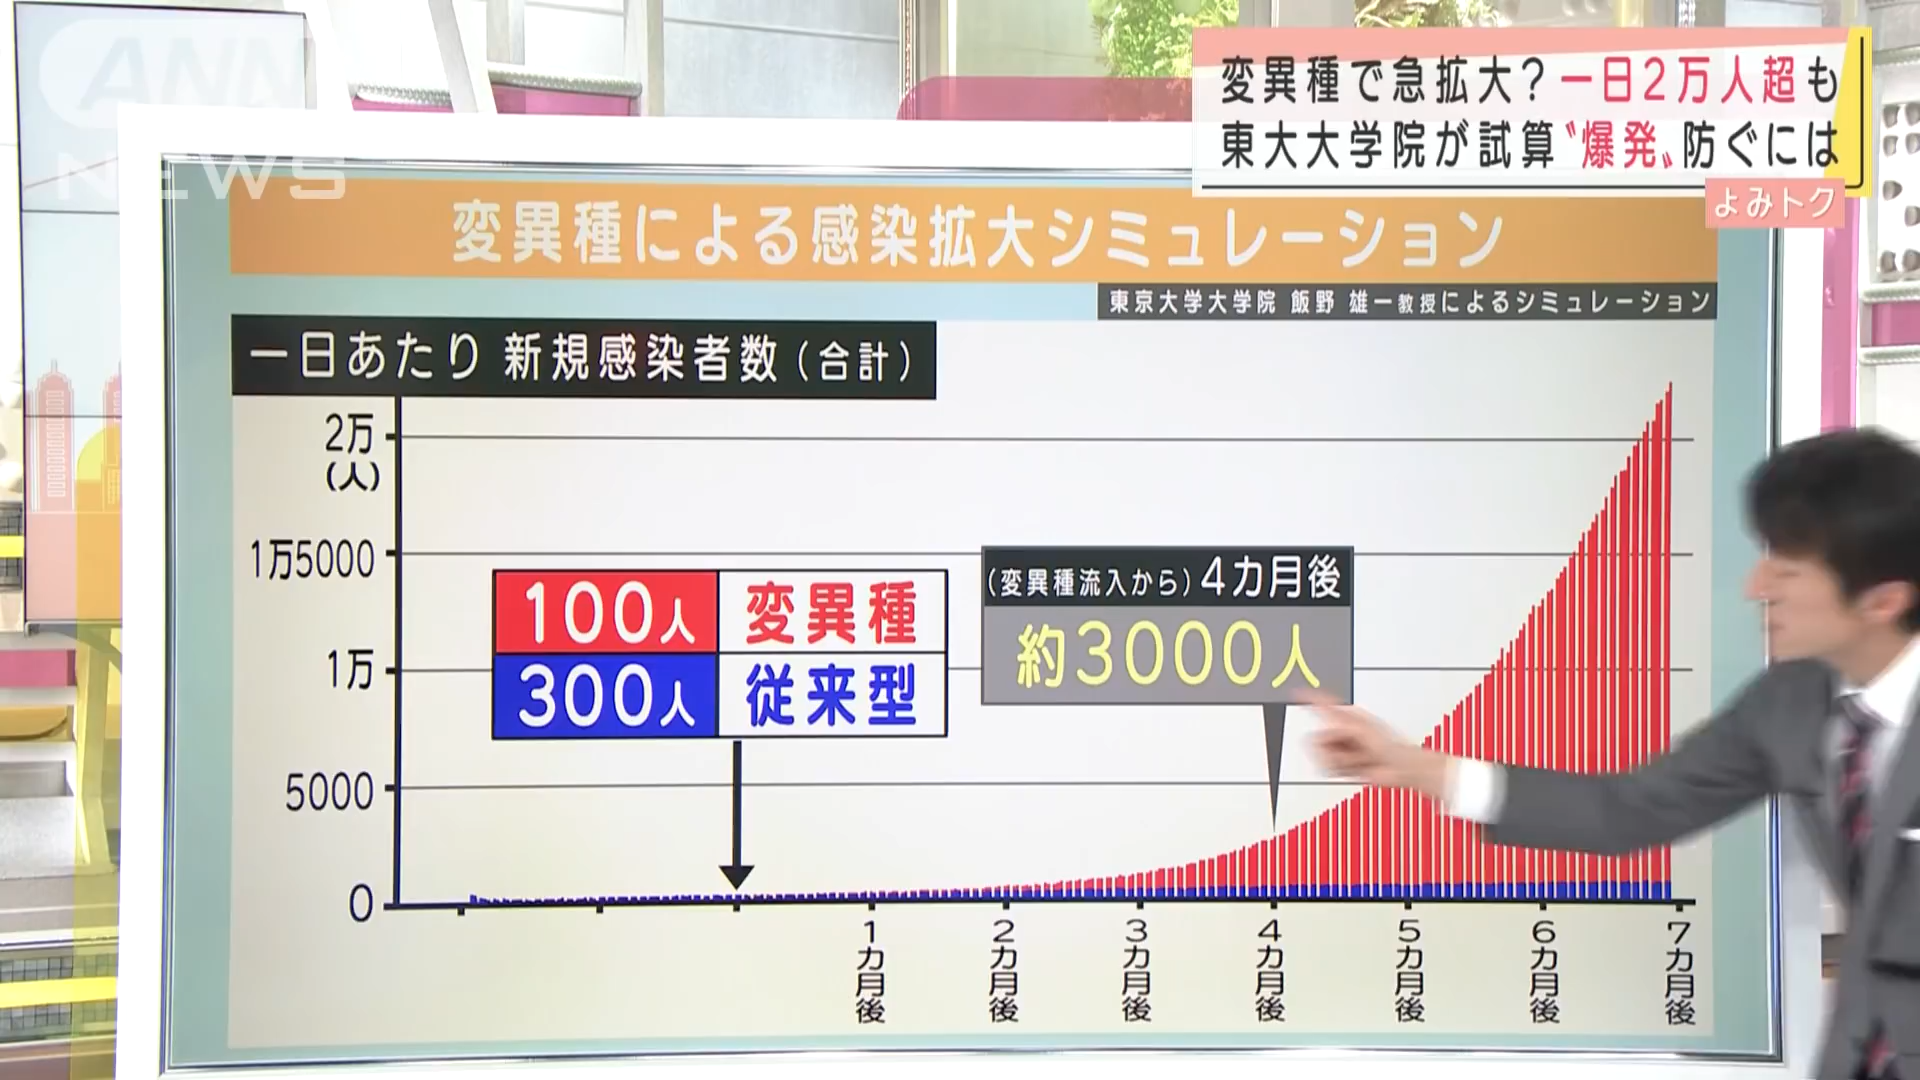 ANN
NEWS
変異種で急拡大?一日2万人超も
東大大学院が試算〝爆発〟防ぐには
よみトク
変異種による感染拡大シミュレーション
東京大学大学院 飯野 雄一教授によるシミュレーション
一日あたり 新規感染者数(合計)
2万
(人)
1万5000
1万
5000
0
100人 変異種
300人 従来型
(変異種流入から)4カ月後
約3000人
1カ月後
2カ月後
3カ月後
4カ月後
5カ月後
6カ月後
7カ月後